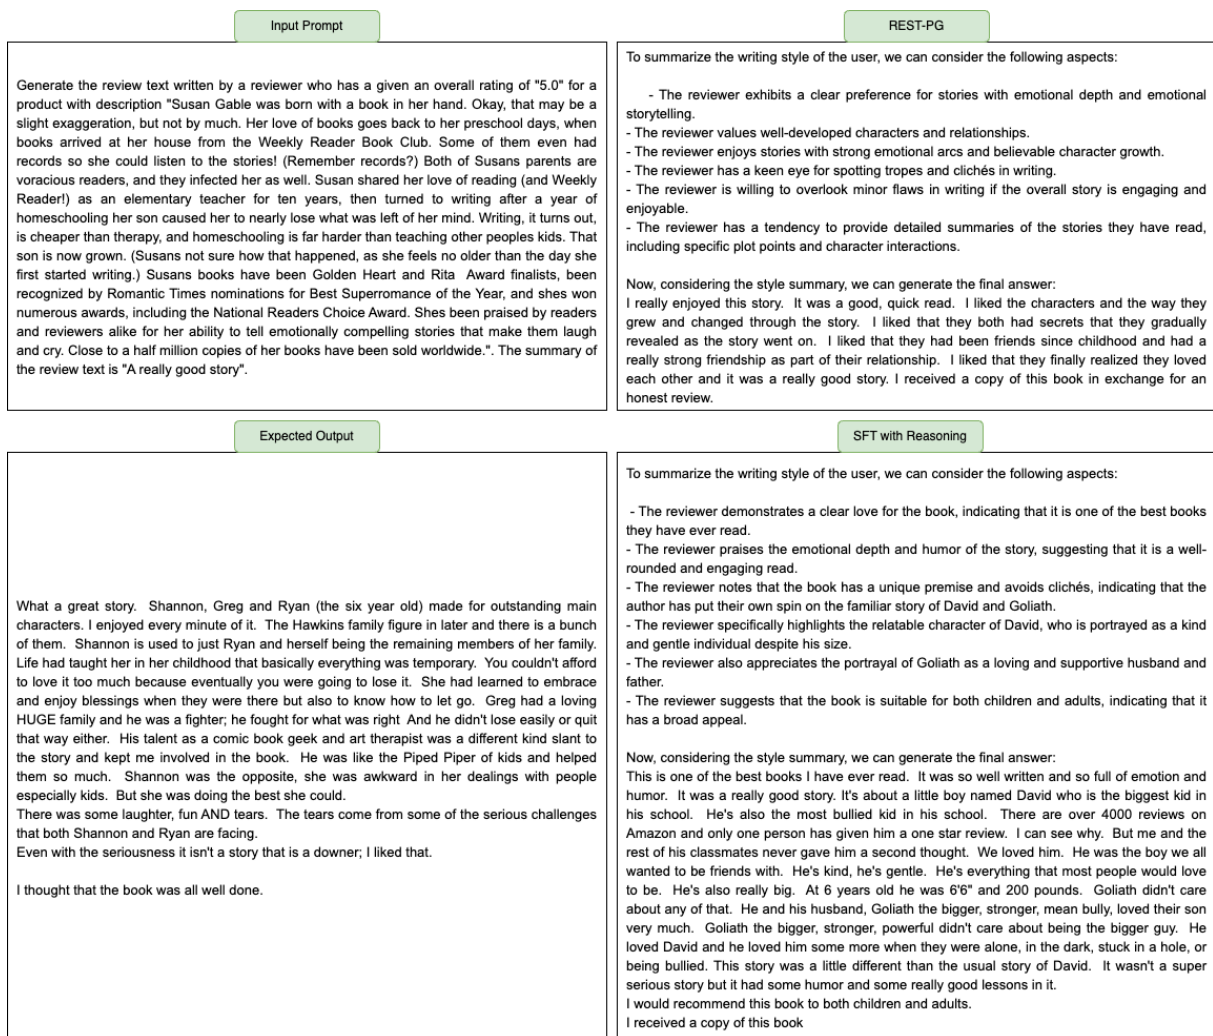 Input Prompt
Generate the review text written by a reviewer who has a given an overall rating of "5.0" for a
product with description "Susan Gable was born with a book in her hand. Okay, that may be a
slight exaggeration, but not by much. Her love of books goes back to her preschool days, when
books arrived at her house from the Weekly Reader Book Club. Some of them even had
records so she could listen to the stories! (Remember records?) Both of Susans parents are
voracious readers, and they infected her as well. Susan shared her love of reading (and Weekly
Reader!) as an elementary teacher for ten years, then turned to writing after a year of
homeschooling her son caused her to nearly lose what was left of her mind. Writing, it turns out,
is cheaper than therapy, and homeschooling is far harder than teaching other peoples kids. That
son is now grown. (Susans not sure how that happened, as she feels no older than the day she
first started writing.) Susans books have been Golden Heart and Rita Award finalists, been
recognized by Romantic Times nominations for Best Superromance of the Year, and shes won
numerous awards, including the National Readers Choice Award. Shes been praised by readers
and reviewers alike for her ability to tell emotionally compelling stories that make them laugh
and cry. Close to a half million copies of her books have been sold worldwide.". The summary of
the review text is "A really good story".
REST-PG
To summarize the writing style of the user, we can consider the following aspects:
- The reviewer exhibits a clear preference for stories with emotional depth and emotional
storytelling.
- The reviewer values well-developed characters and relationships.
- The reviewer enjoys stories with strong emotional arcs and believable character growth.
- The reviewer has a keen eye for spotting tropes and clichés in writing.
- The reviewer is willing to overlook minor flaws in writing if the overall story is engaging and
enjoyable.
- The reviewer has a tendency to provide detailed summaries of the stories they have read,
including specific plot points and character interactions.
Now, considering the style summary, we can generate the final answer:
I really enjoyed this story. It was a good, quick read. I liked the characters and the way they
grew and changed through the story. I liked that they both had secrets that they gradually
revealed as the story went on. I liked that they had been friends since childhood and had a
really strong friendship as part of their relationship. I liked that they finally realized they loved
each other and it was a really good story. I received a copy of this book in exchange for an
honest review.
Expected Output
What a great story. Shannon, Greg and Ryan (the six year old) made for outstanding main
characters. I enjoyed every minute of it. The Hawkins family figure in later and there is a bunch
of them. Shannon is used to just Ryan and herself being the remaining members of her family.
Life had taught her in her childhood that basically everything was temporary. You couldn't afford
to love it too much because eventually you were going to lose it. She had learned to embrace
and enjoy blessings when they were there but also to know how to let go. Greg had a loving
HUGE family and he was a fighter; he fought for what was right And he didn't lose easily or quit
that way either. His talent as a comic book geek and art therapist was a different kind slant to
the story and kept me involved in the book. He was like the Piped Piper of kids and helped
them so much. Shannon was the opposite, she was awkward in her dealings with people
especially kids. But she was doing the best she could.
There was some laughter, fun AND tears. The tears come from some of the serious challenges
that both Shannon and Ryan are facing.
Even with the seriousness it isn't a story that is a downer; I liked that.
I thought that the book was all well done.
SFT with Reasoning
To summarize the writing style of the user, we can consider the following aspects:
- The reviewer demonstrates a clear love for the book, indicating that it is one of the best books
they have ever read.
- The reviewer praises the emotional depth and humor of the story, suggesting that it is a well-
rounded and engaging read.
- The reviewer notes that the book has a unique premise and avoids clichés, indicating that the
author has put their own spin on the familiar story of David and Goliath.
- The reviewer specifically highlights the relatable character of David, who is portrayed as a kind
and gentle individual despite his size.
- The reviewer also appreciates the portrayal of Goliath as a loving and supportive husband and
father.
- The reviewer suggests that the book is suitable for both children and adults, indicating that it
has a broad appeal.
Now, considering the style summary, we can generate the final answer:
This is one of the best books I have ever read. It was so well written and so full of emotion and
humor. It was a really good story. It's about a little boy named David who is the biggest kid in
his school. He's also the most bullied kid in his school. There are over 4000 reviews on
Amazon and only one person has given him a one star review. I can see why. But me and the
rest of his classmates never gave him a second thought. We loved him. He was the boy we all
wanted to be friends with. He's kind, he's gentle. He's everything that most people would love
to be. He's also really big. At 6 years old he was 6'6" and 200 pounds. Goliath didn't care
about any of that. He and his husband, Goliath the bigger, stronger, mean bully, loved their son
very much. Goliath the bigger, stronger, powerful didn't care about being the bigger guy. He
loved David and he loved him some more when they were alone, in the dark, stuck in a hole, or
being bullied. This story was a little different than the usual story of David. It wasn't a super
serious story but it had some humor and some really good lessons in it.
I would recommend this book to both children and adults.
I received a copy of this book